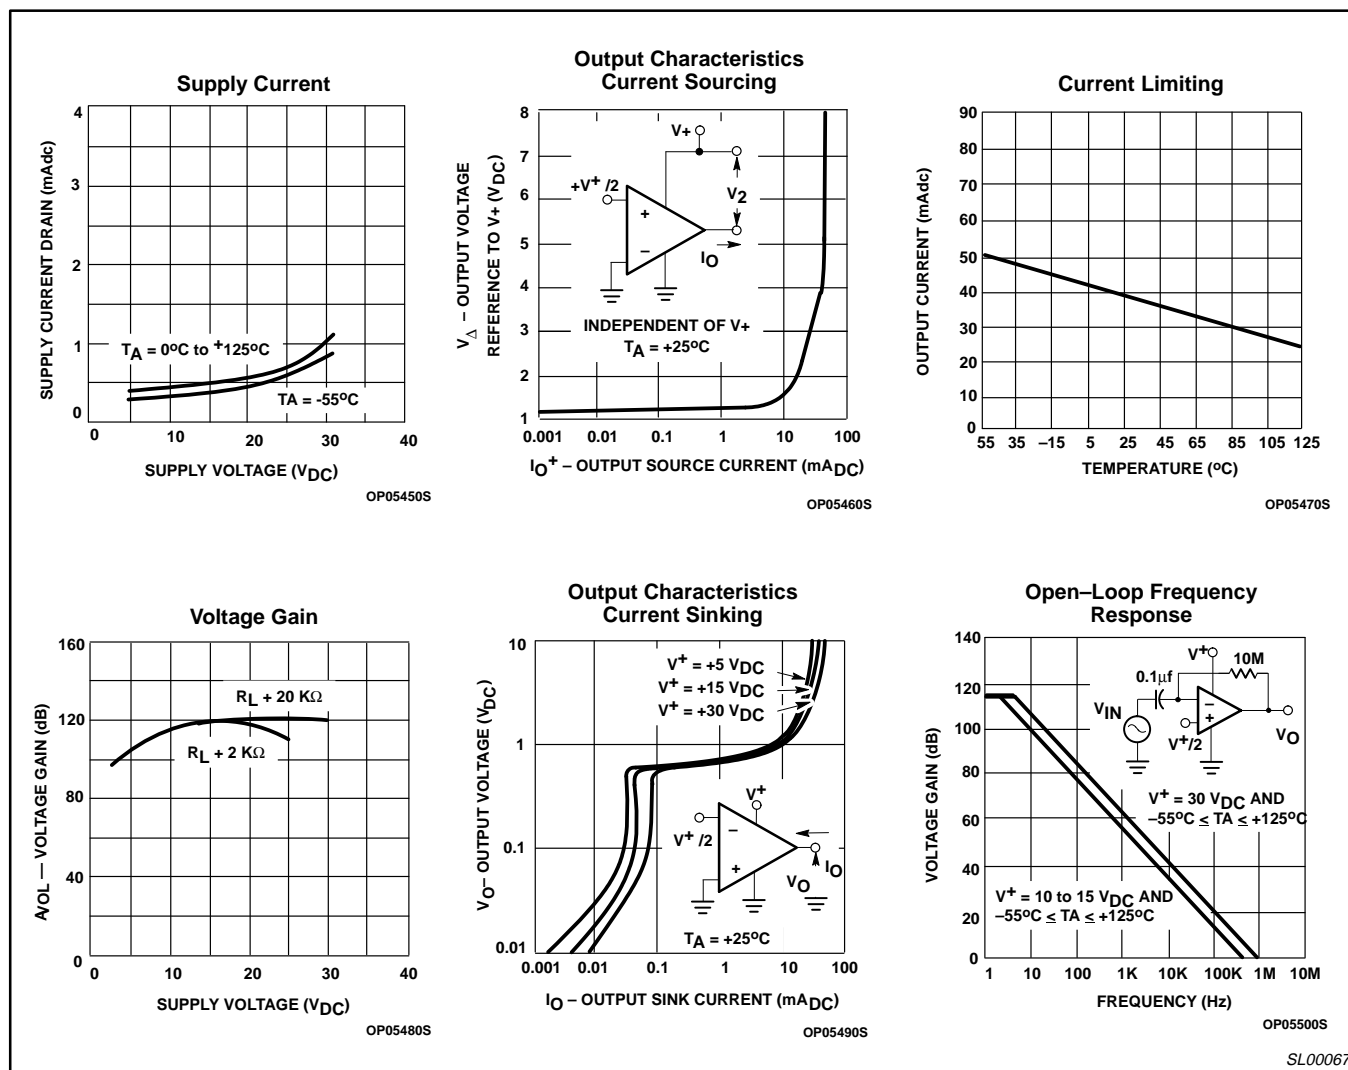 Supply Current
SUPPLY CURRENT DRAIN (mAdc)
4
3
2
1
0
TA = 0ºC to +125ºC
TA = -55ºC
0 10 20 30 40
SUPPLY VOLTAGE (VDC)
OP05450S
Output Characteristics
Current Sourcing
V∆ – OUTPUT VOLTAGE
REFERENCE TO V+ (VDC)
8
7
6
5
4
3
2
1
V+
+V+ /2
+
–
V2
IO
INDEPENDENT OF V+
TA = +25ºC
0.001 0.01 0.1 1 10 100
IO+ – OUTPUT SOURCE CURRENT (mADC)
OP05460S
Current Limiting
OUTPUT CURRENT (mAdc)
90
80
70
60
50
40
30
20
10
0
55 35 –15 5 25 45 65 85 105 125
TEMPERATURE (ºC)
OP05470S
Voltage Gain
AVOL — VOLTAGE GAIN (dB)
160
120
80
40
0
RL + 20 KΩ
RL + 2 KΩ
0 10 20 30 40
SUPPLY VOLTAGE (VDC)
OP05480S
Output Characteristics
Current Sinking
VO– OUTPUT VOLTAGE (VDC)
10
1
0.1
0.01
V+ = +5 VDC
V+ = +15 VDC
V+ = +30 VDC
V+
V+ /2
–
+
IO
VO
TA = +25ºC
0.001 0.01 0.1 1 10 100
IO – OUTPUT SINK CURRENT (mADC)
OP05490S
Open–Loop Frequency
Response
VOLTAGE GAIN (dB)
140
120
100
80
60
40
20
0
V+
10M
0.1µf
VIN
–
+
V+/2
VO
V+ = 30 VDC AND
–55ºC ≤ TA ≤ +125ºC
V+ = 10 to 15 VDC AND
–55ºC ≤ TA ≤ +125ºC
1 10 100 1K 10K 100K 1M 10M
FREQUENCY (Hz)
OP05500S
SL00067